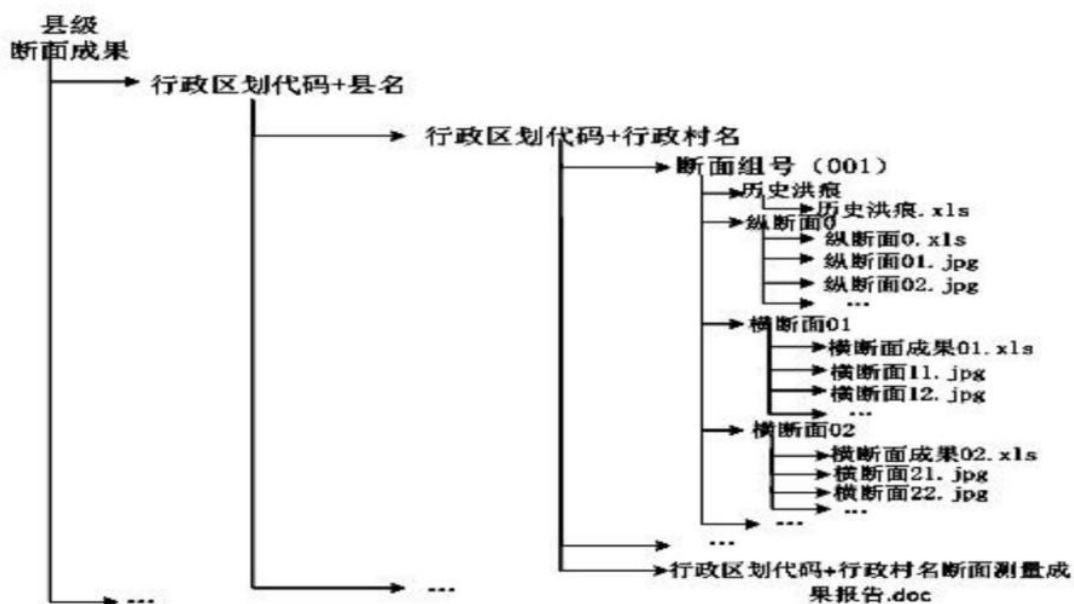 县级
断面成果
行政区划代码+县名
行政区划代码+行政村名
断面组号（001）
历史洪痕
历史洪痕.xls
纵断面0
纵断面0.xls
纵断面01.jpg
纵断面02.jpg
...
横断面01
横断面成果01.xls
横断面11.jpg
横断面12.jpg
...
横断面02
横断面成果02.xls
横断面21.jpg
横断面22.jpg
...
...
...
行政区划代码+行政村名断面测量成
果报告.doc
...
...